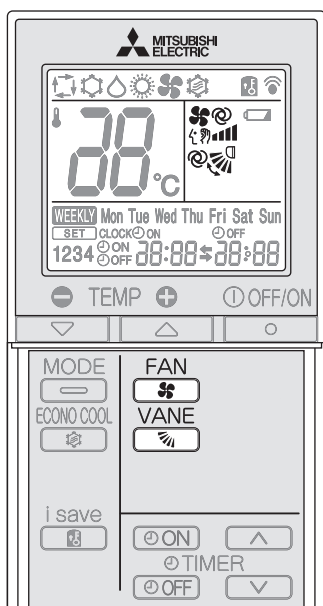 MITSUBISHI
ELECTRIC
88°C
WEEKLY Mon Tue Wed Thu Fri Sat Sun
SET CLOCK ON OFF
1234 ON OFF 88:88 88:88
TEMP OFF/ON
MODE FAN
ECONO COOL VANE
i save
ON
TIMER
OFF